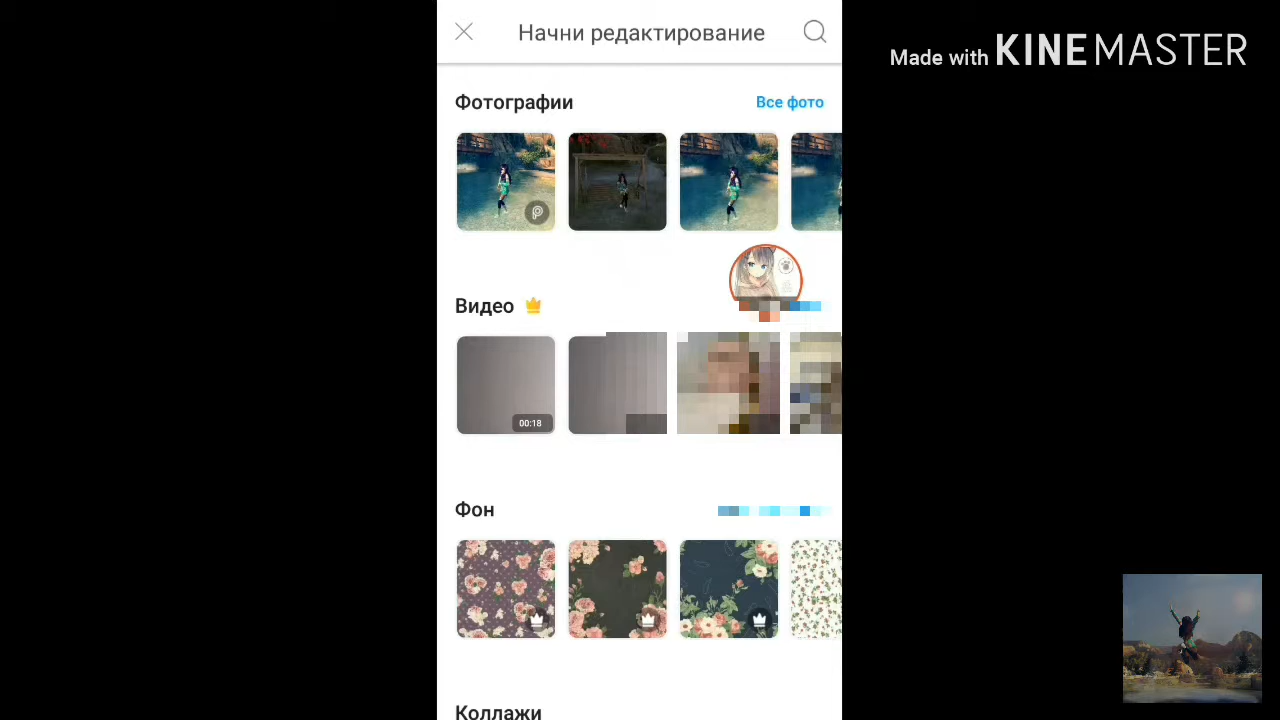 Начни редактирование
Made with KINEMASTER
Фотографии
Все фото
Видео
00:18
Фон
Коллажи